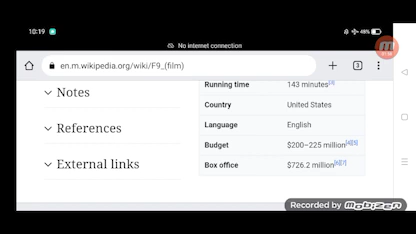 10:19
48%
No internet connection
en.m.wikipedia.org/wiki/F9_(film)
3
Notes
References
External links
Running time 143 minutes[3]
Country United States
Language English
Budget $200–225 million[4][5]
Box office $726.2 million[6][7]
Recorded by Mobizen